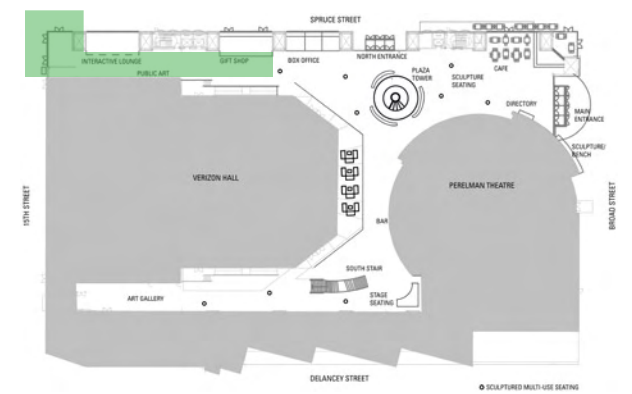 SPRUCE STREET
INTERACTIVE LOUNGE
GIFT SHOP
BOX OFFICE
NORTH ENTRANCE
CAFE
PUBLIC ART
PLAZA
TOWER
SCULPTURE
SEATING
DIRECTORY
MAIN
ENTRANCE
SCULPTURE/
BENCH
VERIZON HALL
PERELMAN THEATRE
15TH STREET
BROAD STREET
BAR
SOUTH STAIR
ART GALLERY
STAGE
SEATING
DELANCEY STREET
SCULPTURED MULTI-USE SEATING